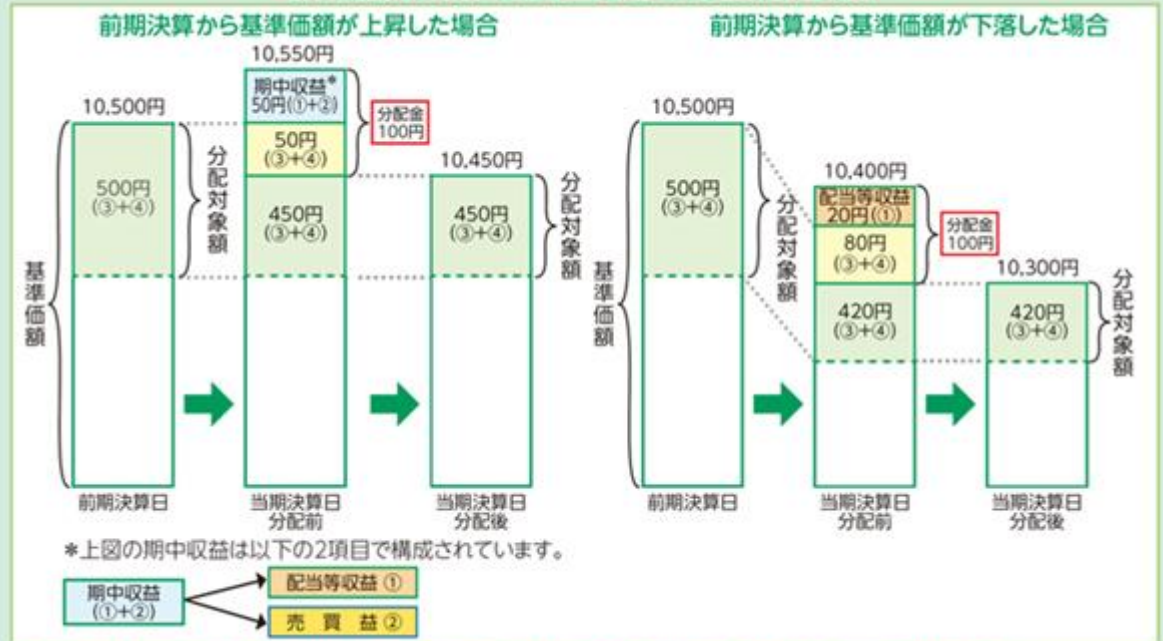 前期決算から基準価額が上昇した場合
10,500円
500円
(③+④)
分配対象額
基準価額
前期決算日
10,550円
期中収益*
50円(①+②)
50円
(③+④)
450円
(③+④)
分配金
100円
当期決算日
分配前
10,450円
450円
(③+④)
分配対象額
当期決算日
分配後
前期決算から基準価額が下落した場合
10,500円
500円
(③+④)
分配対象額
基準価額
前期決算日
10,400円
配当等収益
20円(①)
80円
(③+④)
420円
(③+④)
分配金
100円
当期決算日
分配前
10,300円
420円
(③+④)
分配対象額
当期決算日
分配後
*上図の期中収益は以下の2項目で構成されています。
期中収益
(①+②)
配当等収益 ①
売 買 益 ②